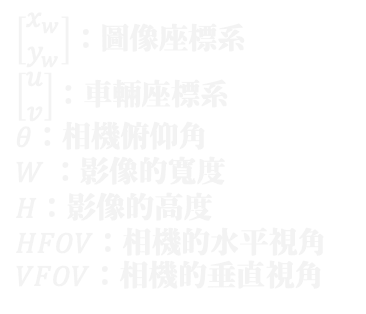 [x_w y_w]：圖像座標系
[u v]：車輛座標系
θ：相機俯仰角
W：影像的寬度
H：影像的高度
HFOV：相機的水平視角
VFOV：相機的垂直視角